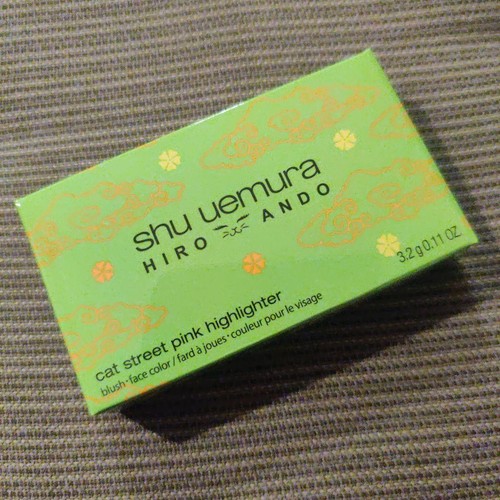 shu uemura
HIRO ANDO
3.2 g 0.11 OZ
cat street pink highlighter
blush·face color / fard à joues·couleur pour le visage